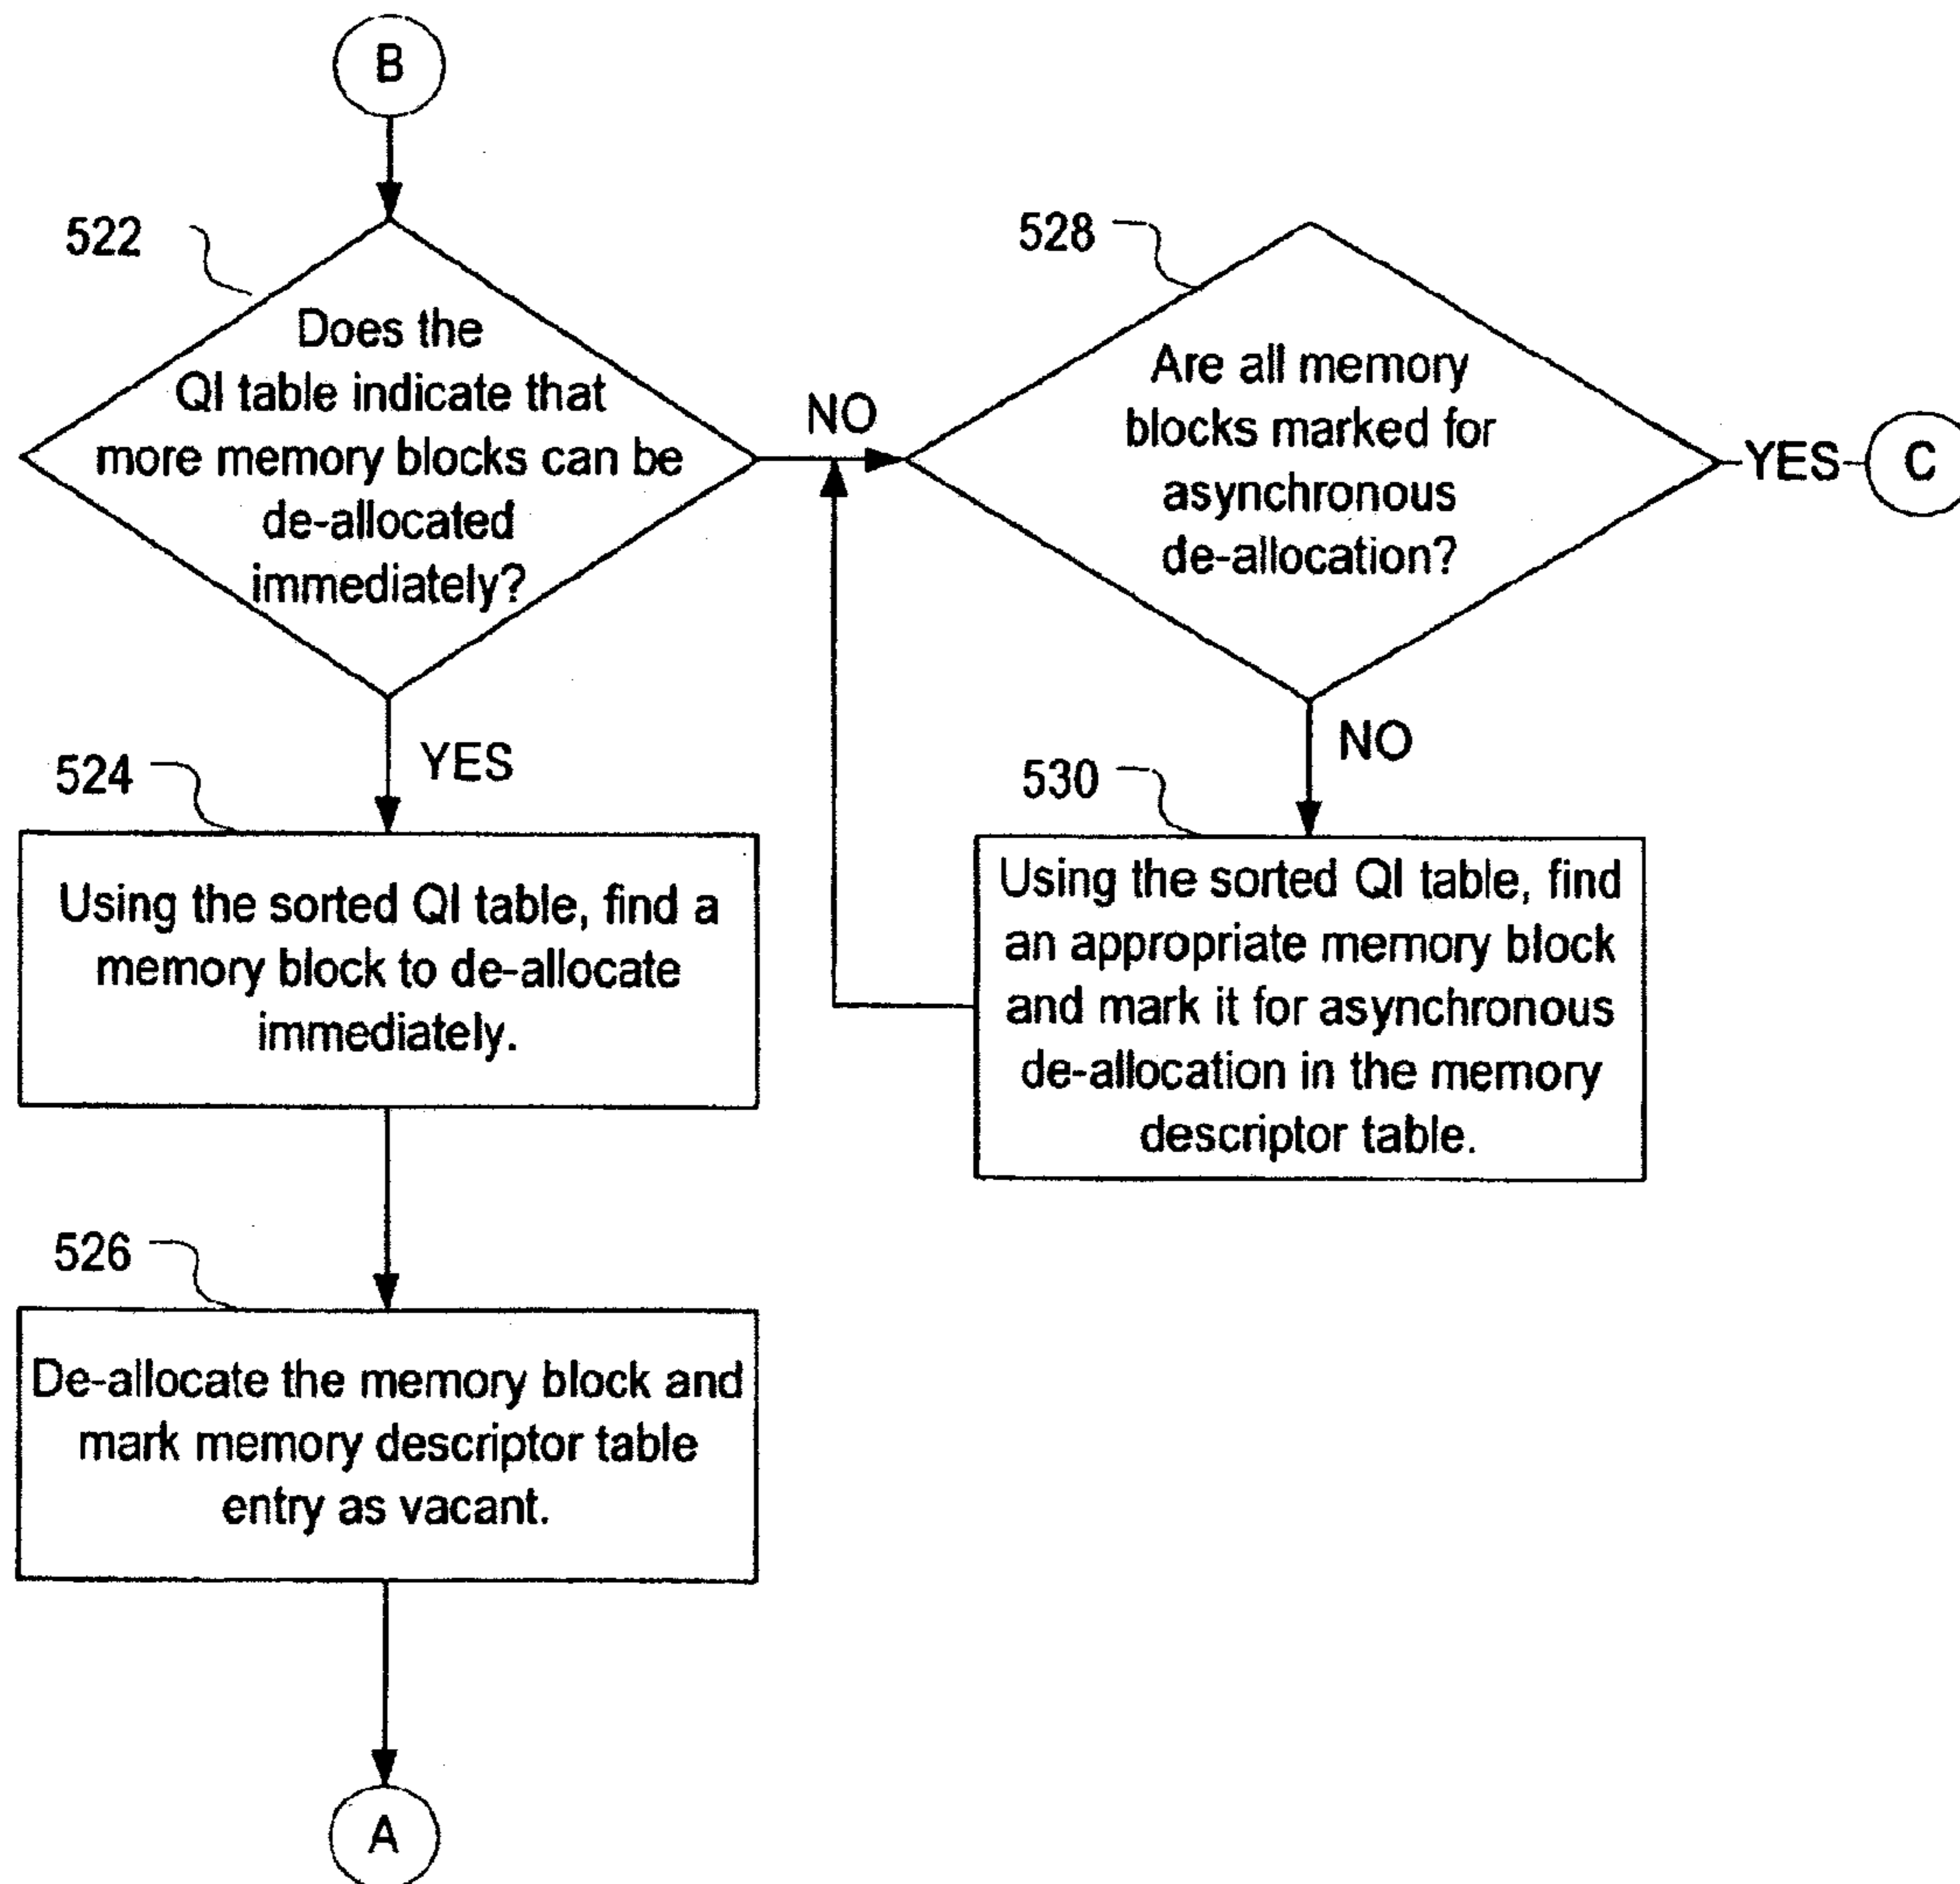 B
522
Does the
QI table indicate that
more memory blocks can be
de-allocated
immediately?
NO
528
Are all memory
blocks marked for
asynchronous
de-allocation?
YES
C
YES
NO
524
Using the sorted QI table, find a
memory block to de-allocate
immediately.
530
Using the sorted QI table, find
an appropriate memory block
and mark it for asynchronous
de-allocation in the memory
descriptor table.
526
De-allocate the memory block and
mark memory descriptor table
entry as vacant.
A